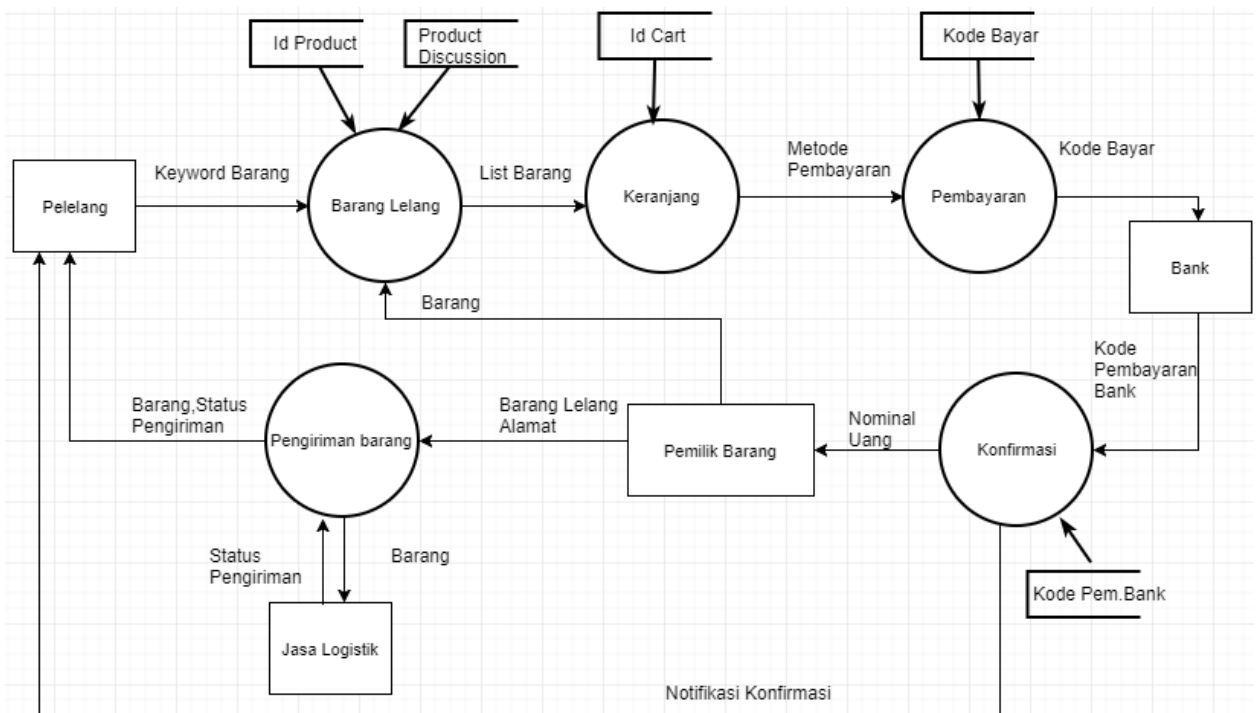 Id Product
Product
Discussion
Id Cart
Kode Bayar
Pelelang
Keyword Barang
Barang Lelang
List Barang
Keranjang
Metode
Pembayaran
Pembayaran
Kode Bayar
Bank
Barang
Kode
Pembayaran
Bank
Barang,Status
Pengiriman
Pengiriman barang
Barang Lelang
Alamat
Pemilik Barang
Nominal
Uang
Konfirmasi
Status
Pengiriman
Barang
Kode Pem.Bank
Jasa Logistik
Notifikasi Konfirmasi